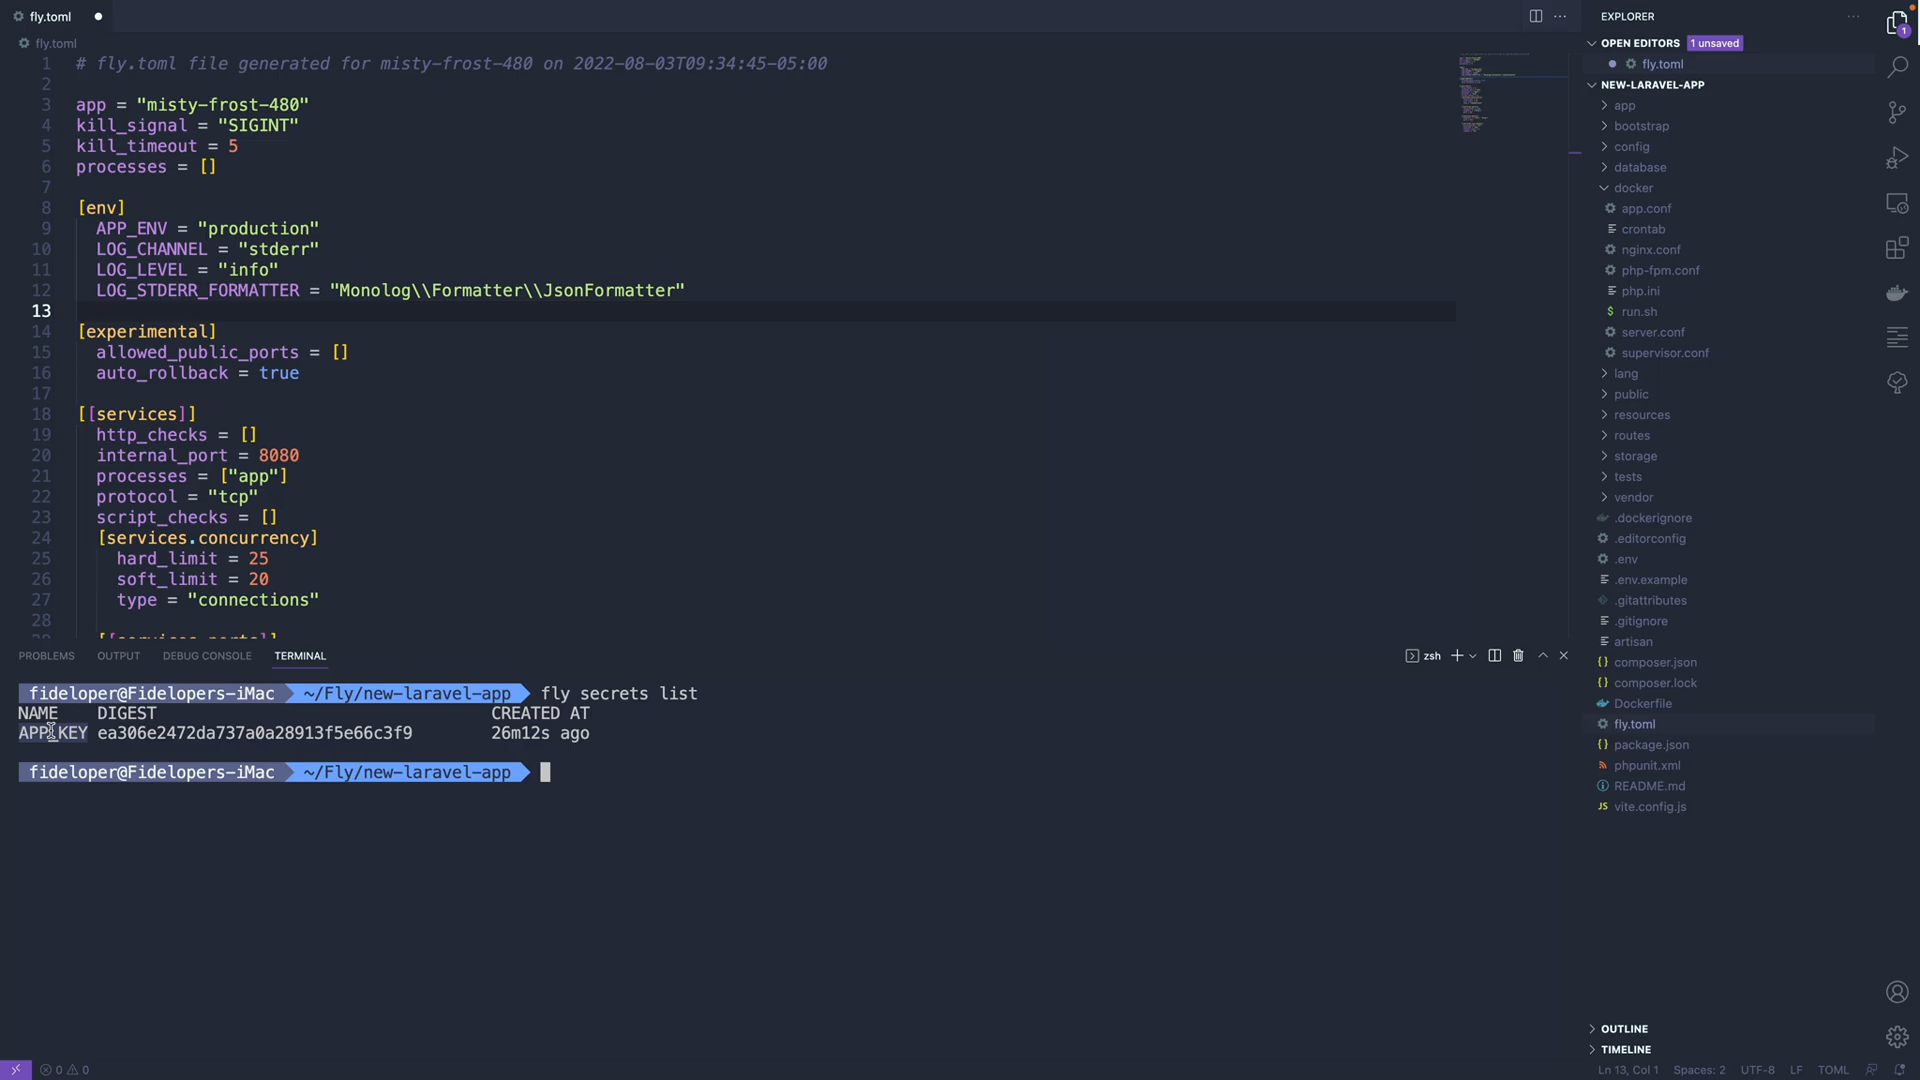 fly.toml
fly.toml
1 # fly.toml file generated for misty-frost-480 on 2022-08-03T09:34:45-05:00
2
3 app = "misty-frost-480"
4 kill_signal = "SIGINT"
5 kill_timeout = 5
6 processes = []
7
8 [env]
9 APP_ENV = "production"
10 LOG_CHANNEL = "stderr"
11 LOG_LEVEL = "info"
12 LOG_STDERR_FORMATTER = "Monolog\\Formatter\\JsonFormatter"
13
14 [experimental]
15 allowed_public_ports = []
16 auto_rollback = true
17
18 [[services]]
19 http_checks = []
20 internal_port = 8080
21 processes = ["app"]
22 protocol = "tcp"
23 script_checks = []
24 [services.concurrency]
25 hard_limit = 25
26 soft_limit = 20
27 type = "connections"
28
PROBLEMS OUTPUT DEBUG CONSOLE TERMINAL
zsh
fideloper@Fidelopers-iMac ~/Fly/new-laravel-app fly secrets list
NAME DIGEST CREATED AT
APP_KEY ea306e2472da737a0a28913f5e66c3f9 26m12s ago
fideloper@Fidelopers-iMac ~/Fly/new-laravel-app
EXPLORER
OPEN EDITORS 1 unsaved
fly.toml
NEW-LARAVEL-APP
app
bootstrap
config
database
docker
app.conf
crontab
nginx.conf
php-fpm.conf
php.ini
run.sh
server.conf
supervisor.conf
lang
public
resources
routes
storage
tests
vendor
.dockerignore
.editorconfig
.env
.env.example
.gitattributes
.gitignore
artisan
composer.json
composer.lock
Dockerfile
fly.toml
package.json
phpunit.xml
README.md
vite.config.js
OUTLINE
TIMELINE
1
0 0
Ln 13, Col 1 Spaces: 2 UTF-8 LF TOML